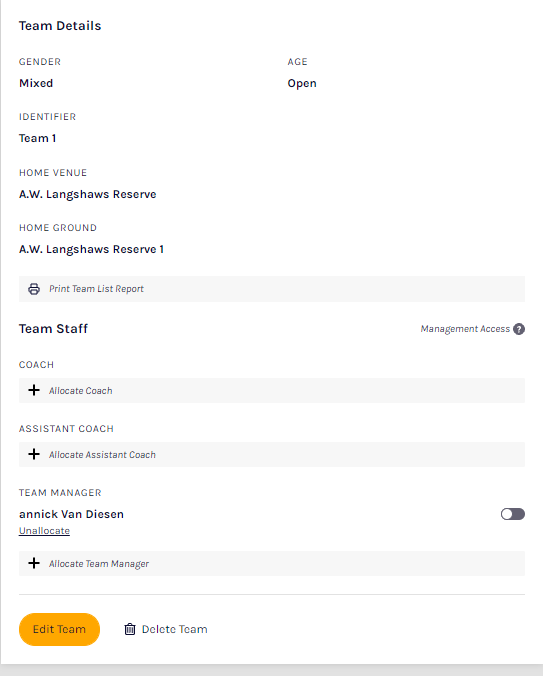 Team Details
GENDER AGE
Mixed Open
IDENTIFIER
Team 1
HOME VENUE
A.W. Langshaws Reserve
HOME GROUND
A.W. Langshaws Reserve 1
Print Team List Report
Team Staff Management Access ?
COACH
+ Allocate Coach
ASSISTANT COACH
+ Allocate Assistant Coach
TEAM MANAGER
annick Van Diesen
Unallocate
+ Allocate Team Manager
Edit Team Delete Team